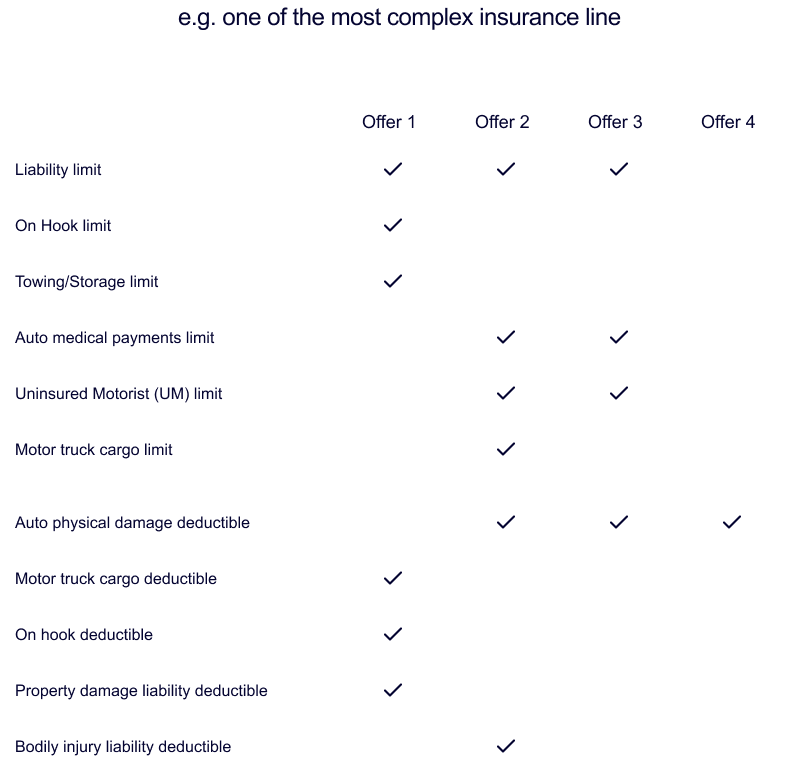 e.g. one of the most complex insurance line
Offer 1 Offer 2 Offer 3 Offer 4
Liability limit ✓ ✓ ✓
On Hook limit ✓
Towing/Storage limit ✓
Auto medical payments limit ✓ ✓
Uninsured Motorist (UM) limit ✓ ✓
Motor truck cargo limit ✓
Auto physical damage deductible ✓ ✓ ✓
Motor truck cargo deductible ✓
On hook deductible ✓
Property damage liability deductible ✓
Bodily injury liability deductible ✓